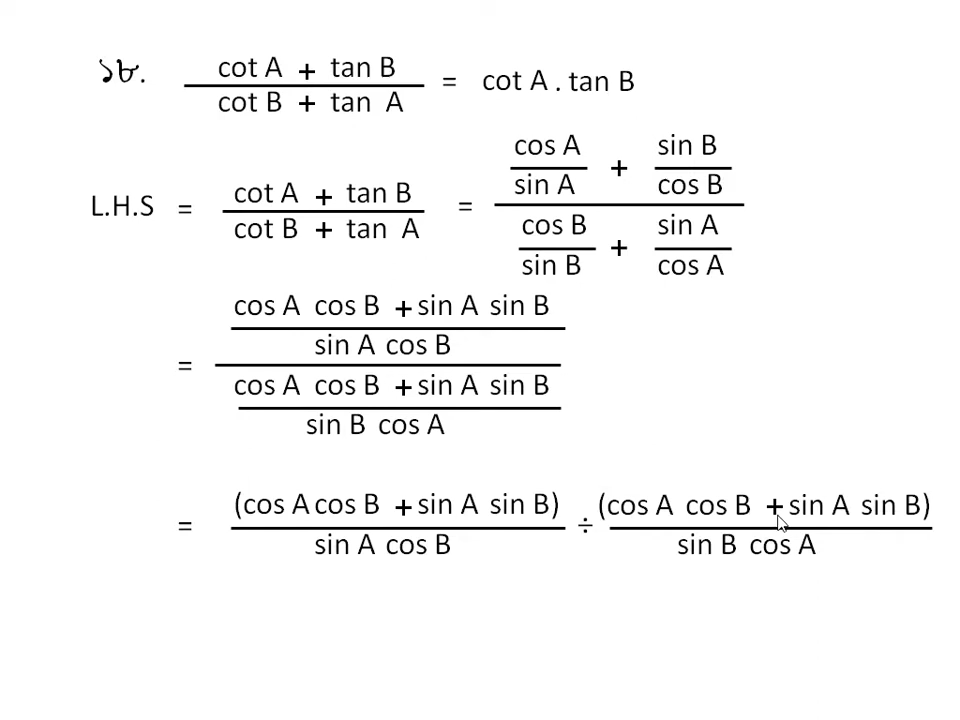 ১৮. cot A + tan B / cot B + tan A = cot A . tan B
L.H.S = cot A + tan B / cot B + tan A = cos A / sin A + sin B / cos B / cos B / sin B + sin A / cos A
= cos A cos B + sin A sin B / sin A cos B / cos A cos B + sin A sin B / sin B cos A
= (cos A cos B + sin A sin B) / sin A cos B ÷ (cos A cos B + sin A sin B) / sin B cos A